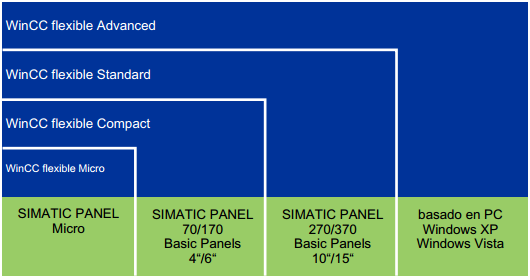 WinCC flexible Advanced
WinCC flexible Standard
WinCC flexible Compact
WinCC flexible Micro
SIMATIC PANEL
Micro
SIMATIC PANEL
70/170
Basic Panels
4“/6“
SIMATIC PANEL
270/370
Basic Panels
10“/15“
basado en PC
Windows XP
Windows Vista